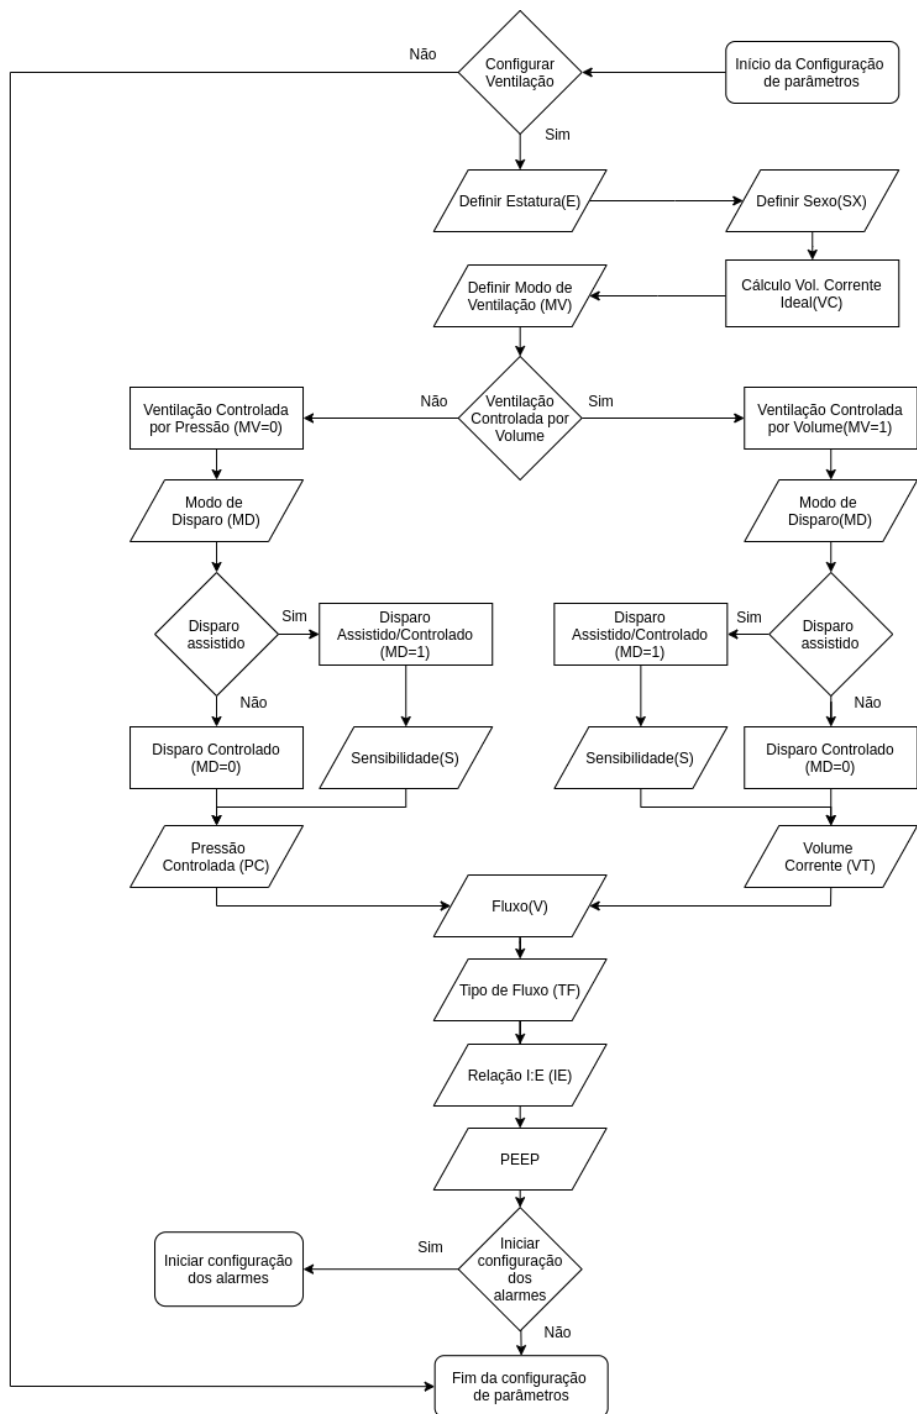 Não
Configurar
Ventilação
Início da Configuração
de parâmetros
Sim
Definir Estatura(E)
Definir Sexo(SX)
Definir Modo de
Ventilação (MV)
Cálculo Vol. Corrente
Ideal(VC)
Ventilação Controlada
por Pressão (MV=0)
Não
Ventilação
Controlada por
Volume
Sim
Ventilação Controlada
por Volume(MV=1)
Modo de
Disparo (MD)
Modo de
Disparo(MD)
Disparo
assistido
Sim
Disparo
Assistido/Controlado
(MD=1)
Disparo
Assistido/Controlado
(MD=1)
Sim
Disparo
assistido
Não
Não
Disparo Controlado
(MD=0)
Sensibilidade(S)
Sensibilidade(S)
Disparo Controlado
(MD=0)
Pressão
Controlada (PC)
Volume
Corrente (VT)
Fluxo(V)
Tipo de Fluxo (TF)
Relação I:E (IE)
PEEP
Iniciar configuração
dos alarmes
Sim
Iniciar
configuração
dos
alarmes
Não
Fim da configuração
de parâmetros